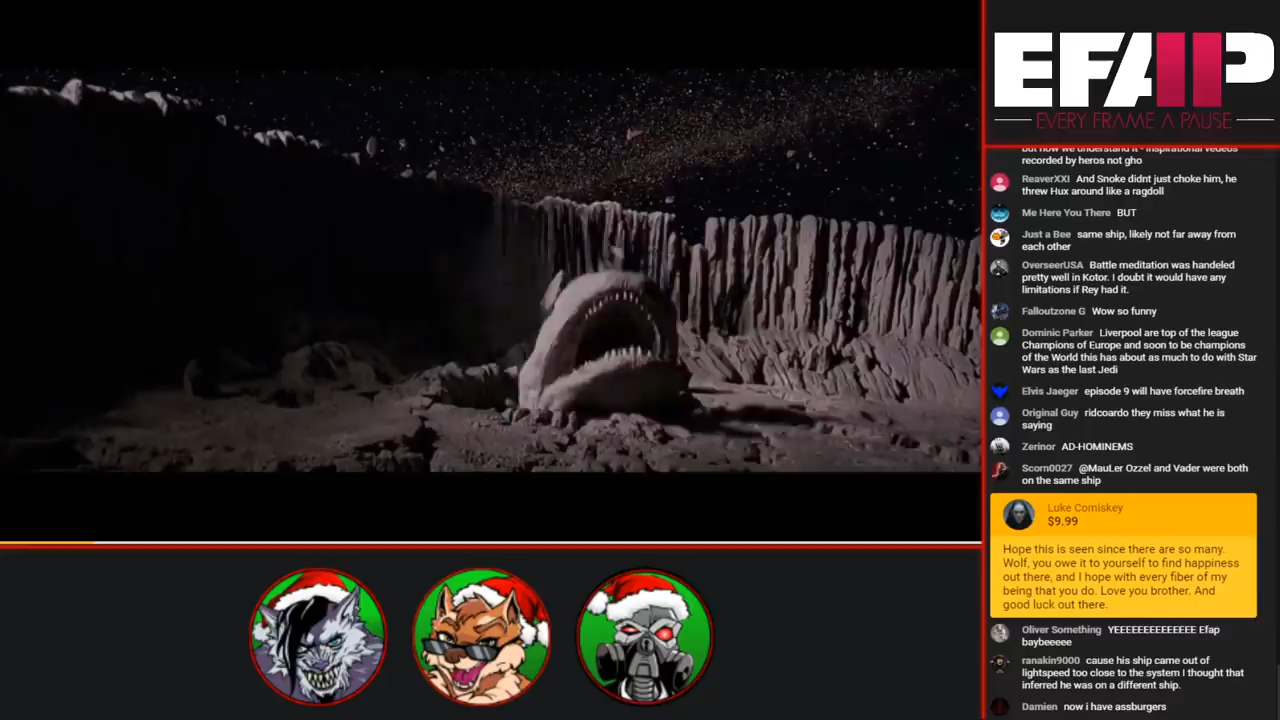 EFAP
EVERY FRAME A PAUSE
but now we understand it - inspirational vedeos
recorded by heros not gho
ReaverXXI And Snoke didnt just choke him, he
threw Hux around like a ragdoll
Me Here You There BUT
Just a Bee same ship, likely not far away from
each other
OverseerUSA Battle meditation was handeled
pretty well in Kotor. I doubt it would have any
limitations if Rey had it.
Falloutzone G Wow so funny
Dominic Parker Liverpool are top of the league
Champions of Europe and soon to be champions
of the World this has about as much to do with Star
Wars as the last Jedi
Elvis Jaeger episode 9 will have forcefire breath
Original Guy ridcoardo they miss what he is
saying
Zerinor AD-HOMINEMS
Scorn0027 @MauLer Ozzel and Vader were both
on the same ship
Luke Comiskey
$9.99
Hope this is seen since there are so many.
Wolf, you owe it to yourself to find happiness
out there, and I hope with every fiber of my
being that you do. Love you brother. And
good luck out there.
Oliver Something YEEEEEEEEEEEEEE Efap
baybeeeee
ranakin9000 cause his ship came out of
lightspeed too close to the system I thought that
inferred he was on a different ship.
Damien now i have assburgers